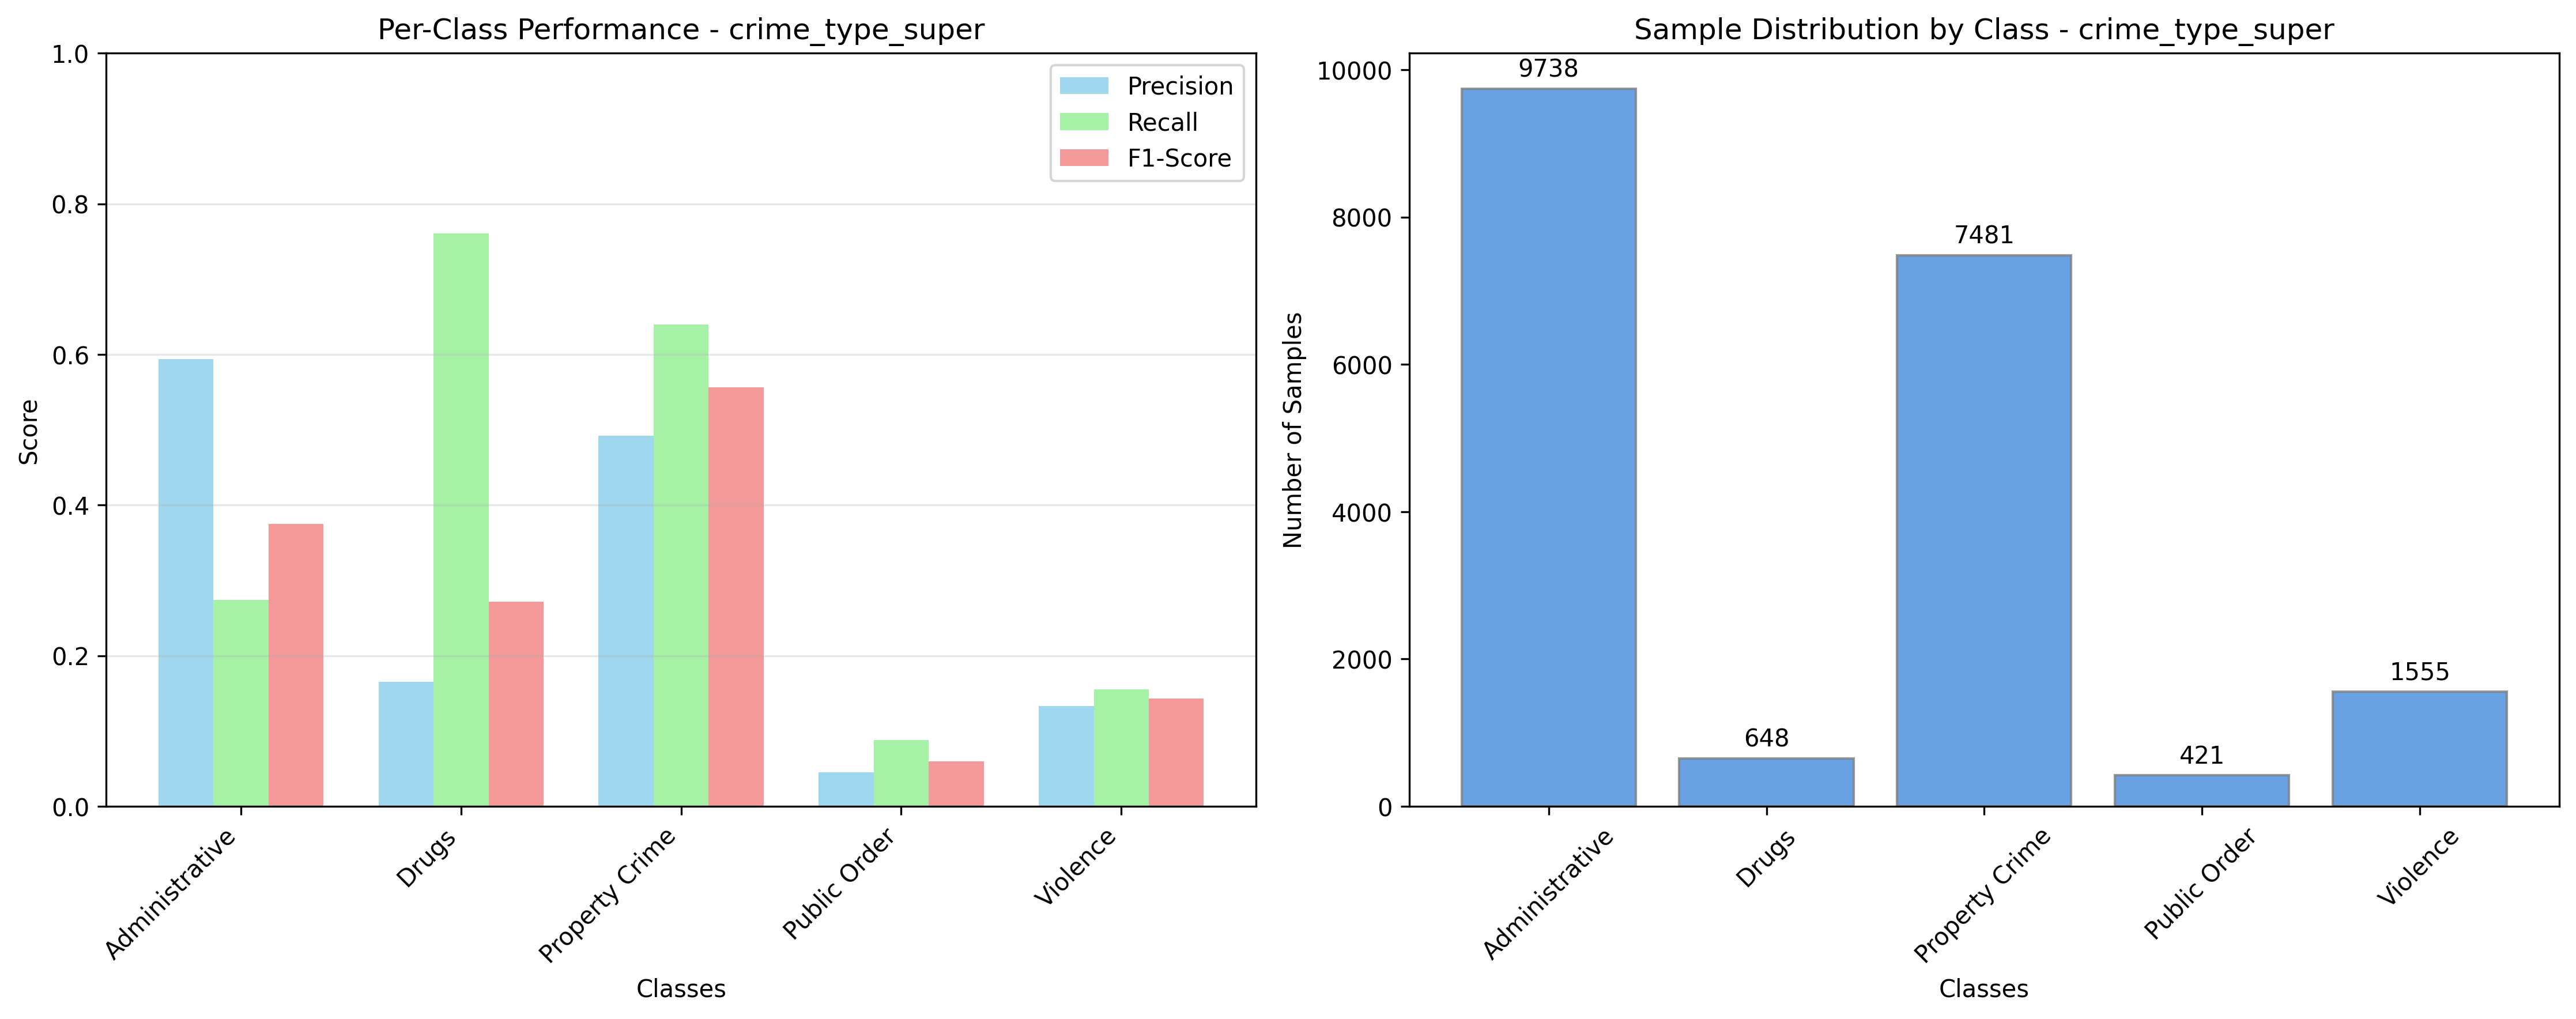 Per-Class Performance - crime_type_super
1.0
0.8
0.6
0.4
0.2
0.0
Score
Precision
Recall
F1-Score
Administrative
Drugs
Property Crime
Public Order
Violence
Classes
Sample Distribution by Class - crime_type_super
10000
8000
6000
4000
2000
0
Number of Samples
9738
648
7481
421
1555
Administrative
Drugs
Property Crime
Public Order
Violence
Classes